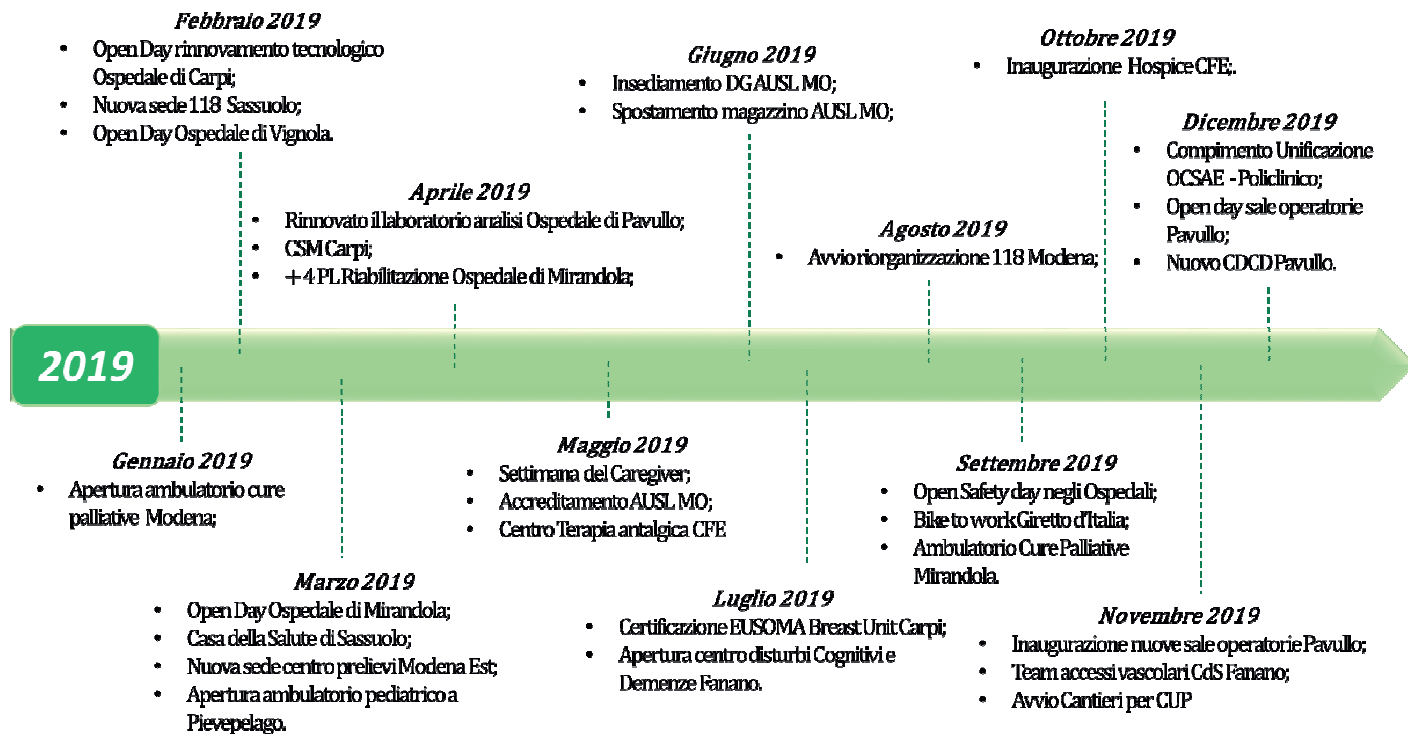 Febbraio 2019
• Open Day rinnovamento tecnologico
Ospedale di Carpi;
• Nuova sede 118 Sassuolo;
• Open Day Ospedale di Vignola.
Aprile 2019
• Rinnovato il laboratorio analisi Ospedale di Pavullo;
• CSM Carpi;
• + 4 PL Riabilitazione Ospedale di Mirandola;
Giugno 2019
• Insediamento DG AUSL MO;
• Spostamento magazzino AUSL MO;
Agosto 2019
• Avvio riorganizzazione 118 Modena;
Ottobre 2019
• Inaugurazione Hospice CFE;.
Dicembre 2019
• Compimento Unificazione
OCSAE - Policlinico;
• Open day sale operatorie
Pavullo;
• Nuovo CDCD Pavullo.
2019
Gennaio 2019
• Apertura ambulatorio cure
palliative Modena;
Marzo 2019
• Open Day Ospedale di Mirandola;
• Casa della Salute di Sassuolo;
• Nuova sede centro prelievi Modena Est;
• Apertura ambulatorio pediatrico a
Pievepelago.
Maggio 2019
• Settimana del Caregiver;
• Accreditamento AUSL MO;
• Centro Terapia antalgica CFE
Luglio 2019
• Certificazione EUSOMA Breast Unit Carpi;
• Apertura centro disturbi Cognitivi e
Demenze Fanano.
Settembre 2019
• Open Safety day negli Ospedali;
• Bike to work Giretto d'Italia;
• Ambulatorio Cure Palliative
Mirandola.
Novembre 2019
• Inaugurazione nuove sale operatorie Pavullo;
• Team accessi vascolari CdS Fanano;
• Avvio Cantieri per CUP